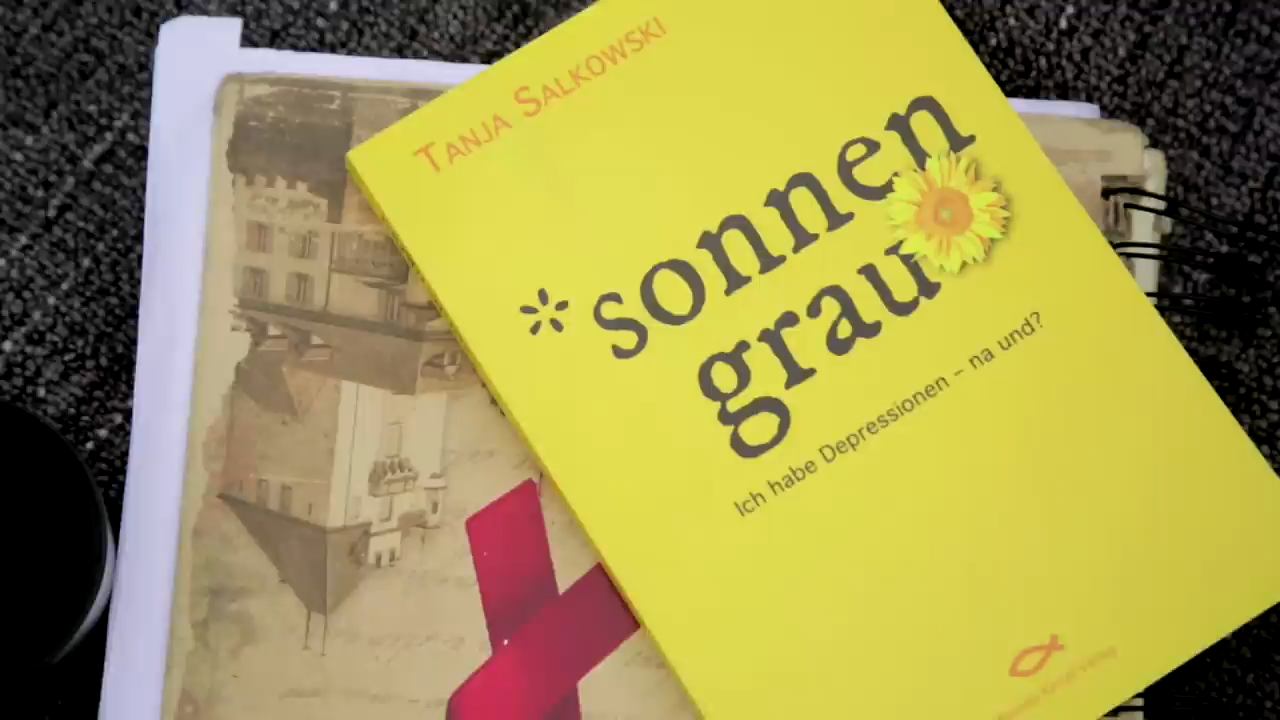 TANJA SALKOWSKI
*sonnen
grau
Ich habe Depressionen – na und?